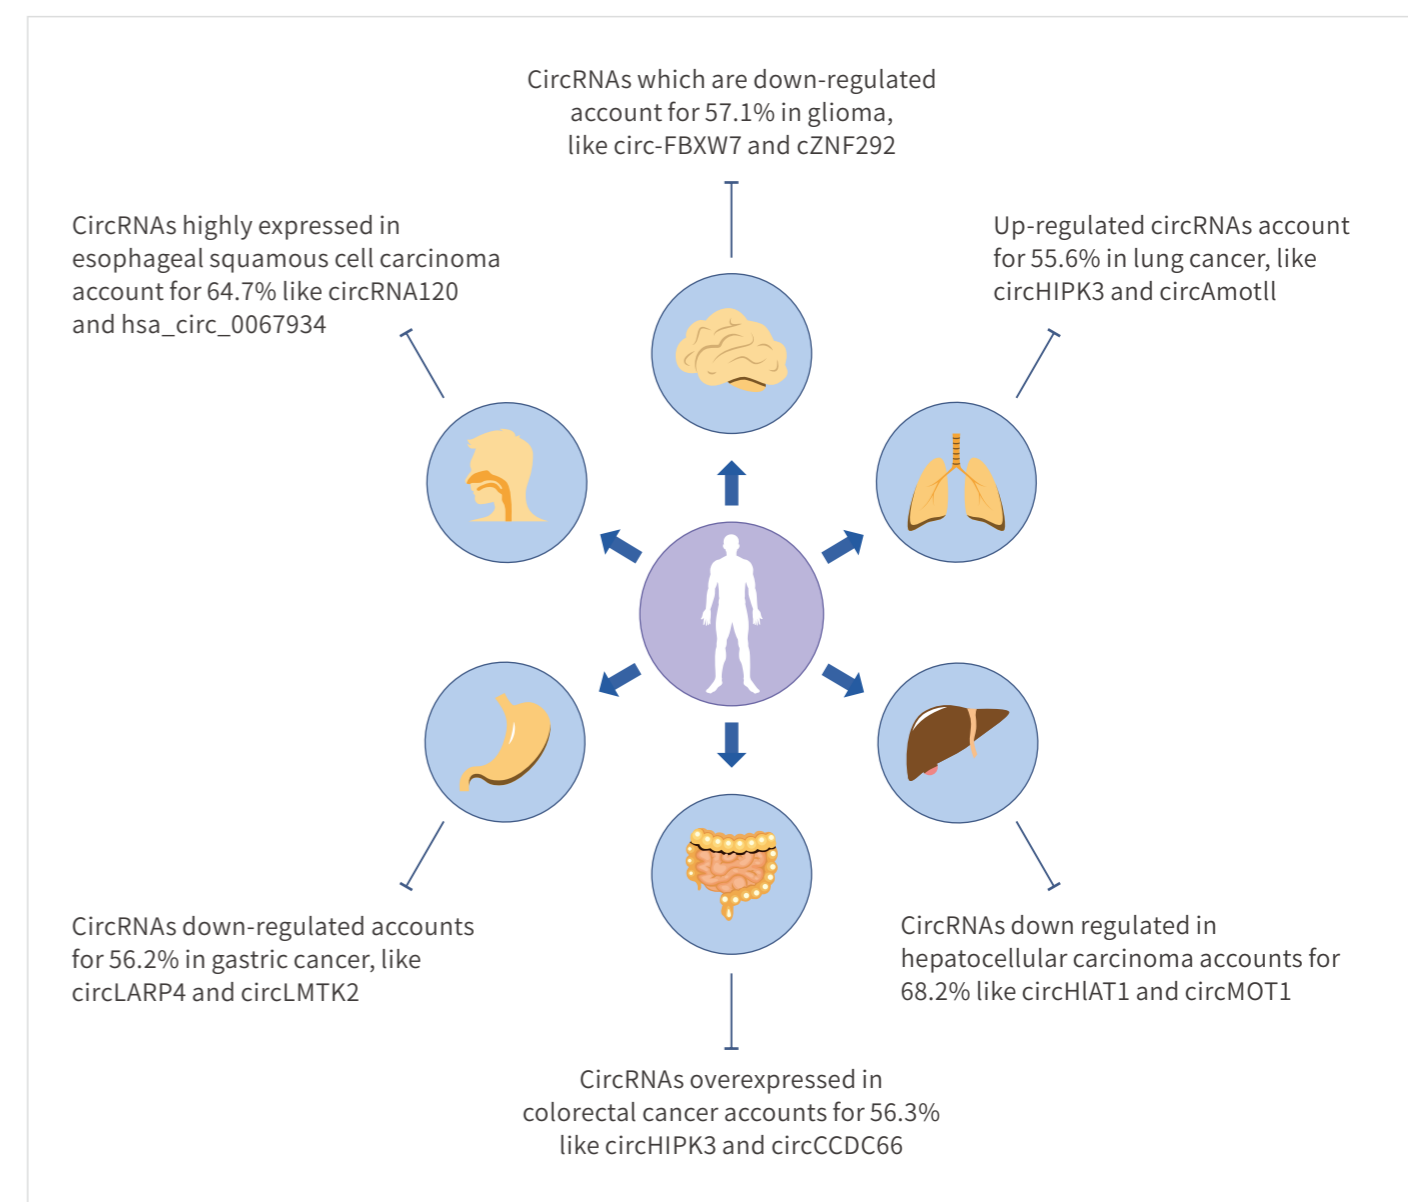 CircRNAs which are down-regulated
account for 57.1% in glioma,
like circ-FBXW7 and cZNF292
CircRNAs highly expressed in
esophageal squamous cell carcinoma
account for 64.7% like circRNA120
and hsa_circ_0067934
Up-regulated circRNAs account
for 55.6% in lung cancer, like
circHIPK3 and circAmotll
CircRNAs down-regulated accounts
for 56.2% in gastric cancer, like
circLARP4 and circLMTK2
CircRNAs down regulated in
hepatocellular carcinoma accounts for
68.2% like circHlAT1 and circMOT1
CircRNAs overexpressed in
colorectal cancer accounts for 56.3%
like circHIPK3 and circCCDC66